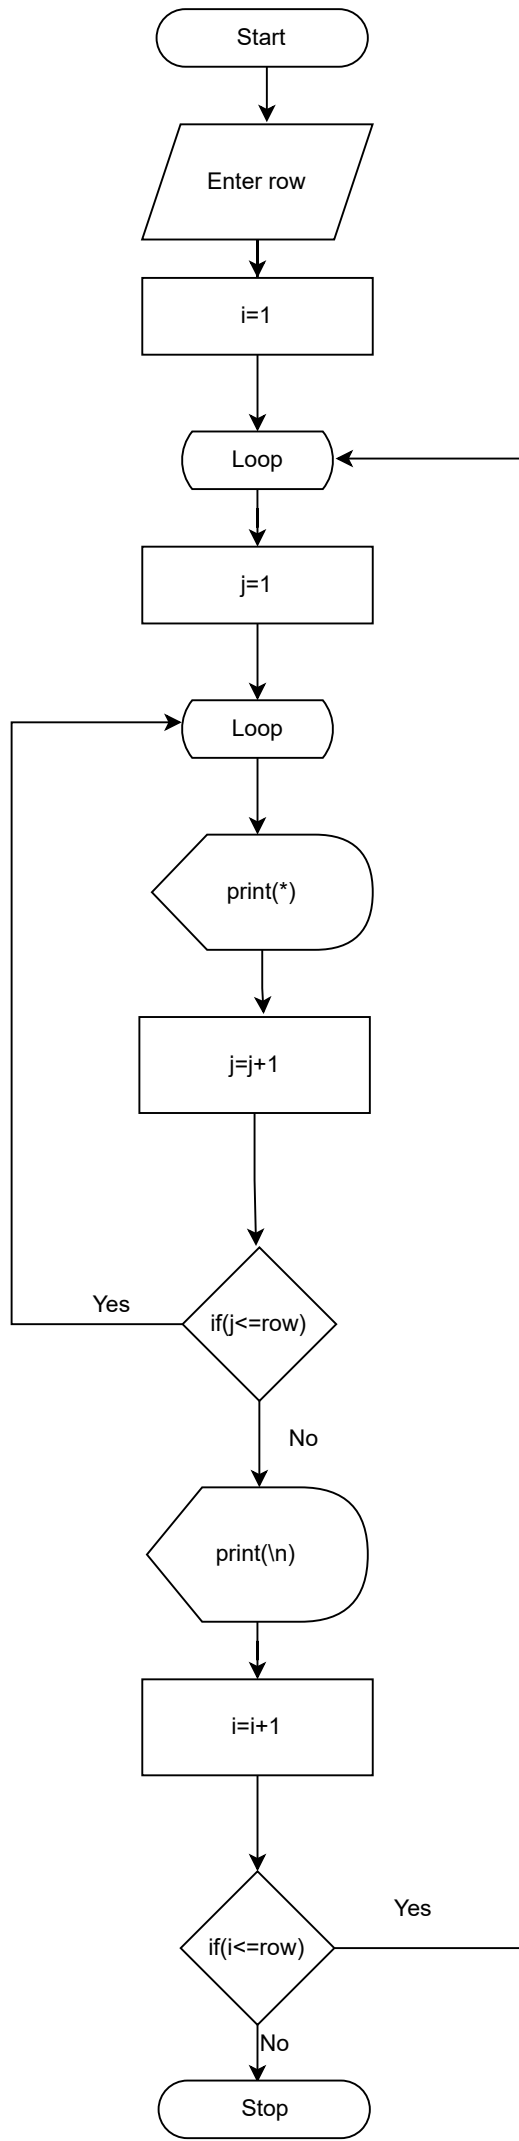 Start
Enter row
i=1
Loop
j=1
Loop
print(*)
j=j+1
Yes
if(j<=row)
No
print(\n)
i=i+1
Yes
if(i<=row)
No
Stop